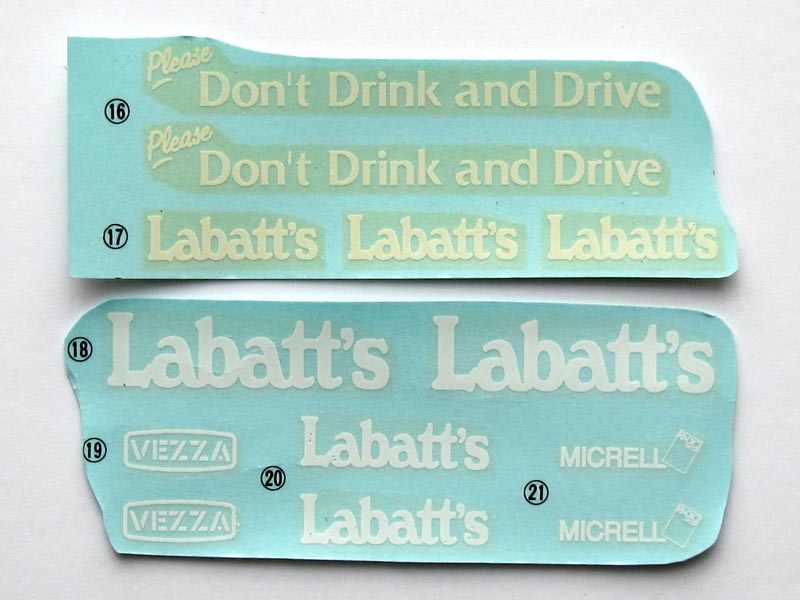 Please
16 Don't Drink and Drive
Please
Don't Drink and Drive
17 Labatt's Labatt's Labatt's
18 Labatt's Labatt's
19 VEZZA 20 Labatt's 21 MICRELL
VEZZA Labatt's MICRELL